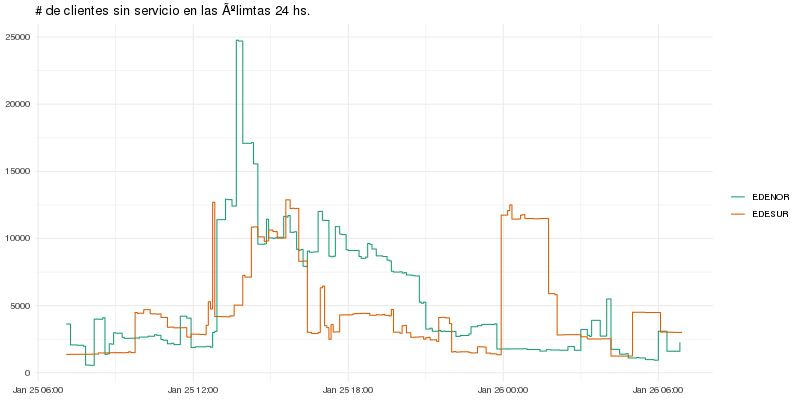 # de clientes sin servicio en las Ãºlimtas 24 hs.
25000
20000
15000
10000
5000
0
Jan 25 06:00
Jan 25 12:00
Jan 25 18:00
Jan 26 00:00
Jan 26 06:00
EDENOR
EDESUR